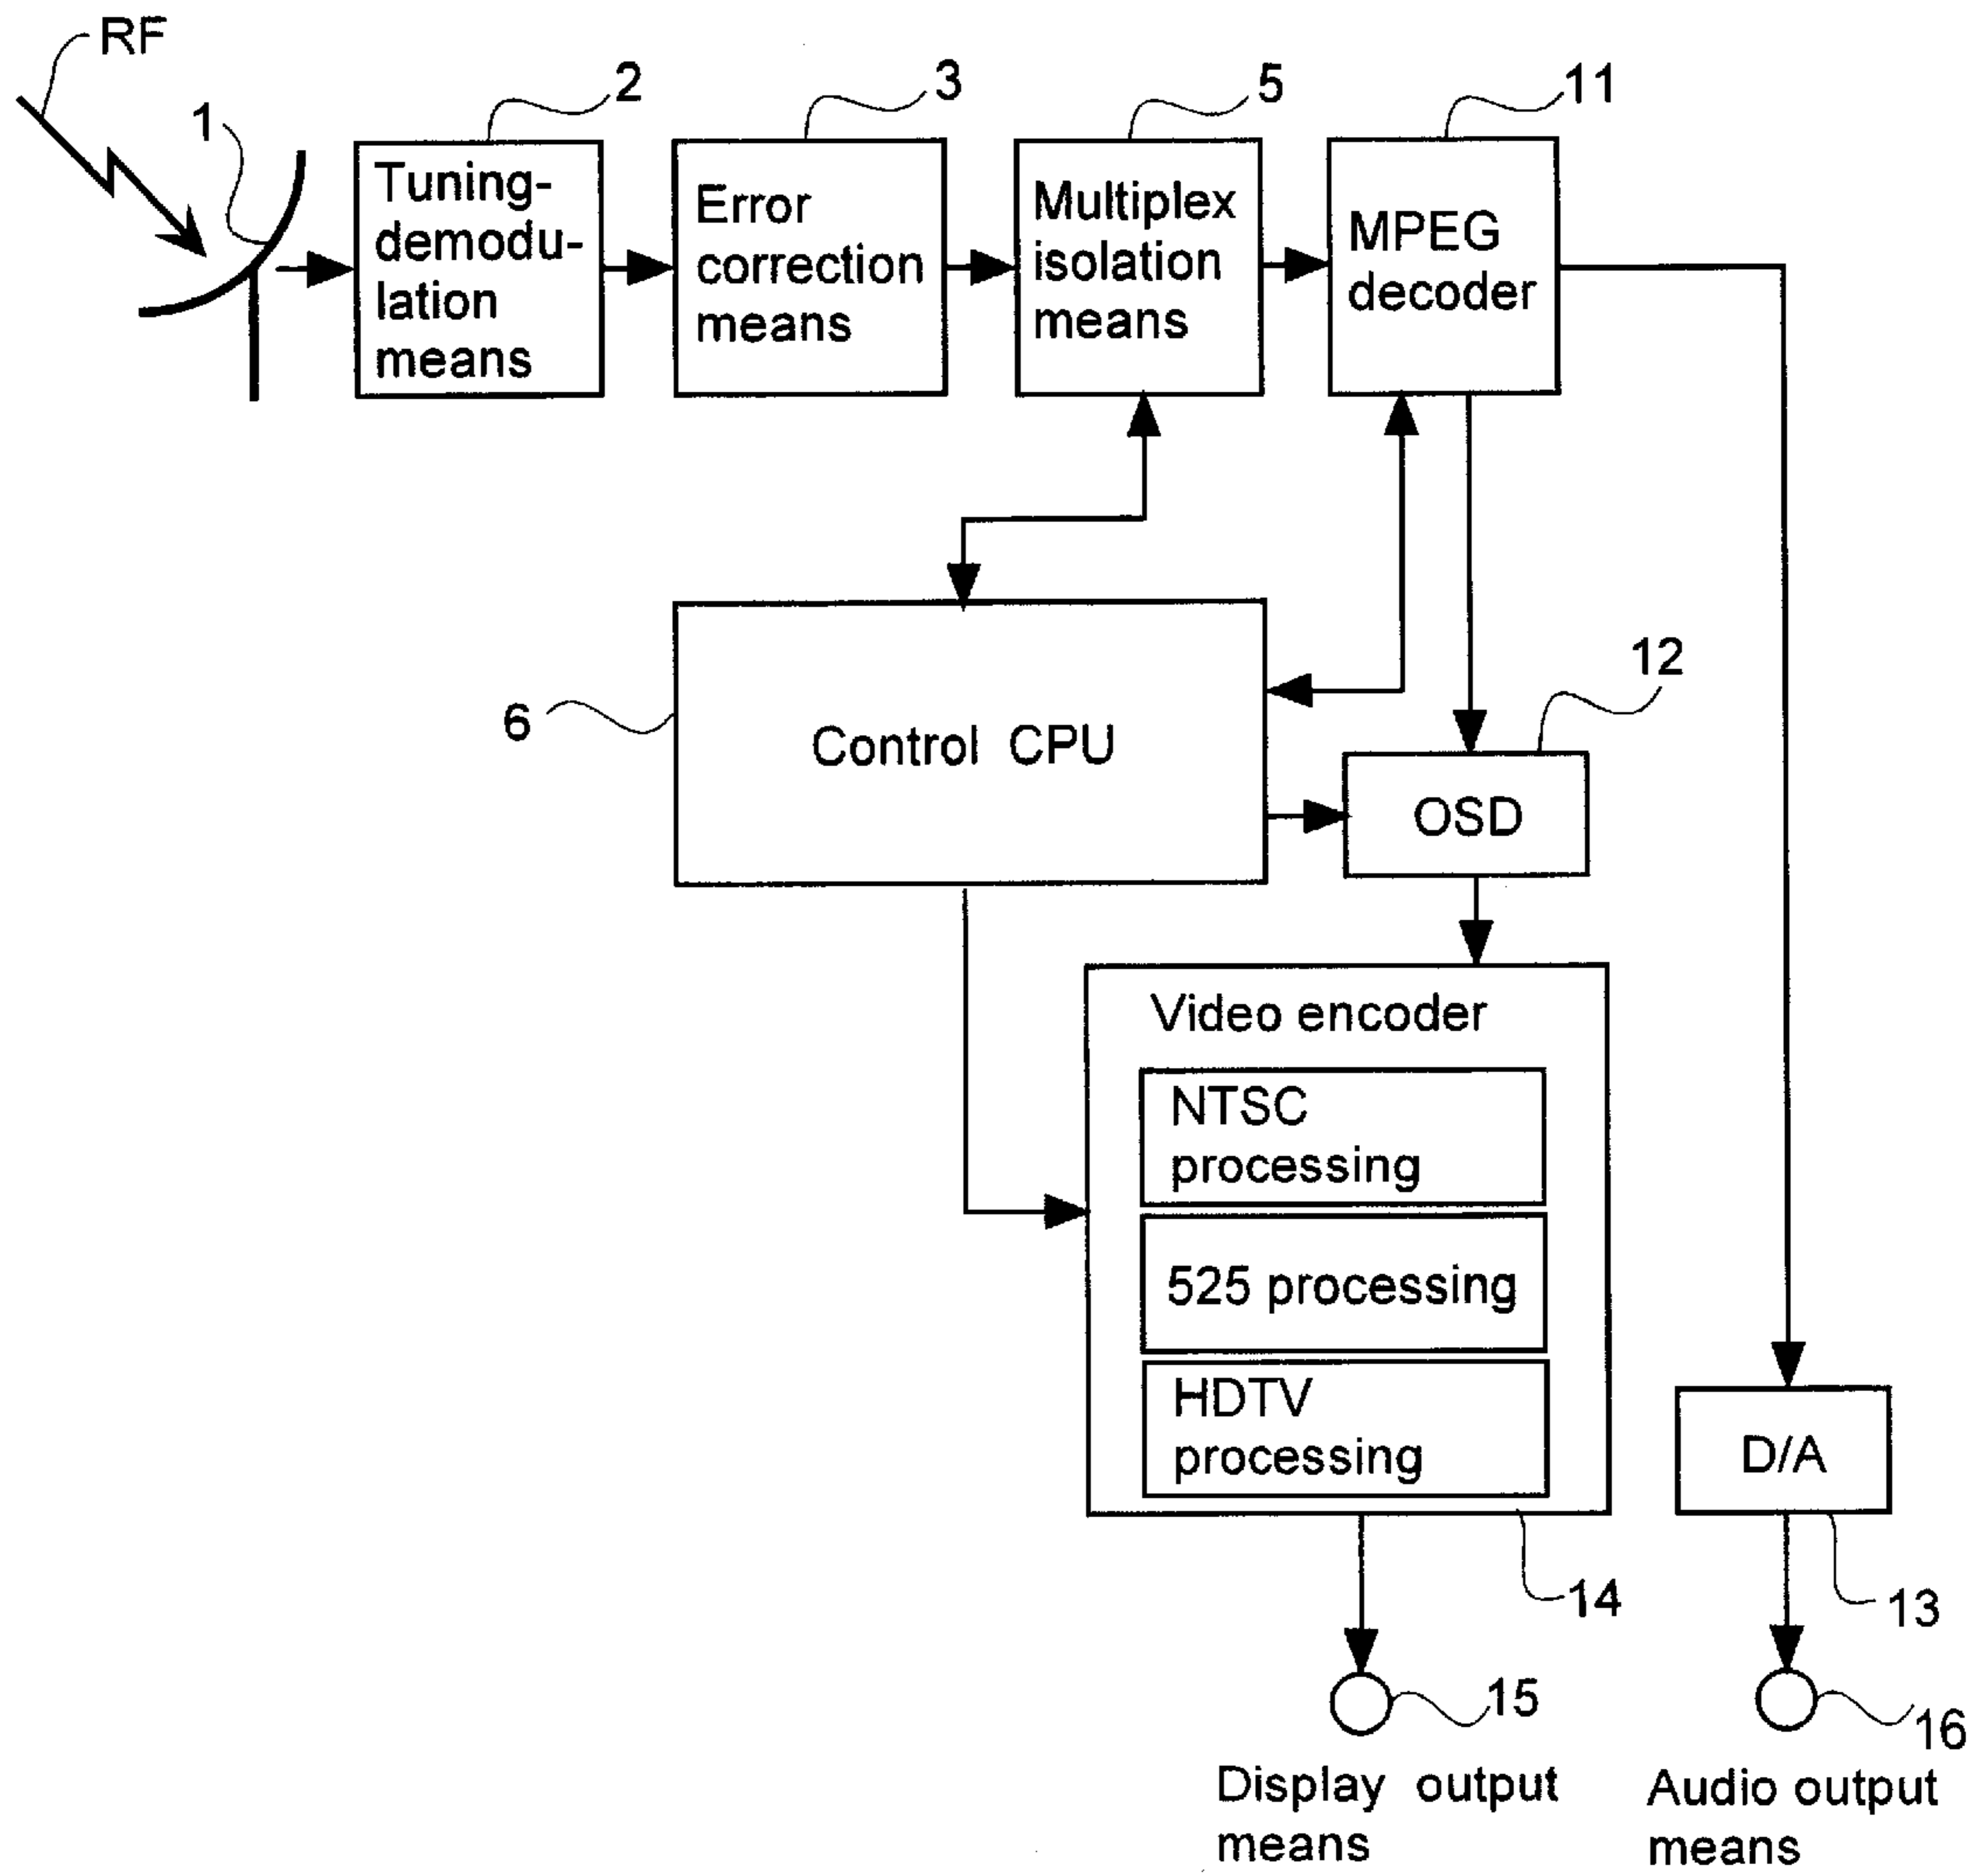 RF
1
2
3
5
11
Tuning-
demodu-
lation
means
Error
correction
means
Multiplex
isolation
means
MPEG
decoder
6
Control CPU
12
OSD
Video encoder
NTSC
processing
525 processing
HDTV
processing
D/A
14
13
15
16
Display output
means
Audio output
means